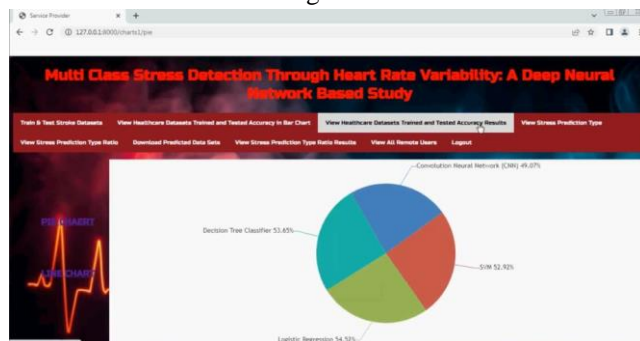 Service Provider
127.0.0.1:8000/charts1/pie
Multi Class Stress Detection Through Heart Rate Variability: A Deep Neural
Network Based Study
Train & Test Stroke Datasets View Healthcare Datasets Trained and Tested Accuracy in Bar Chart View Healthcare Datasets Trained and Tested Accuracy Results View Stress Prediction Type
View Stress Prediction Type Ratio Download Predicted Data Sets View Stress Prediction Type Ratio Results View All Remote Users Logout
Convolution Neural Network (CNN) 49.07%
PIE CHAERT
Decision Tree Classifier 53.65%
SVM 52.92%
LINE CHART
Logistic Regression 54.52%